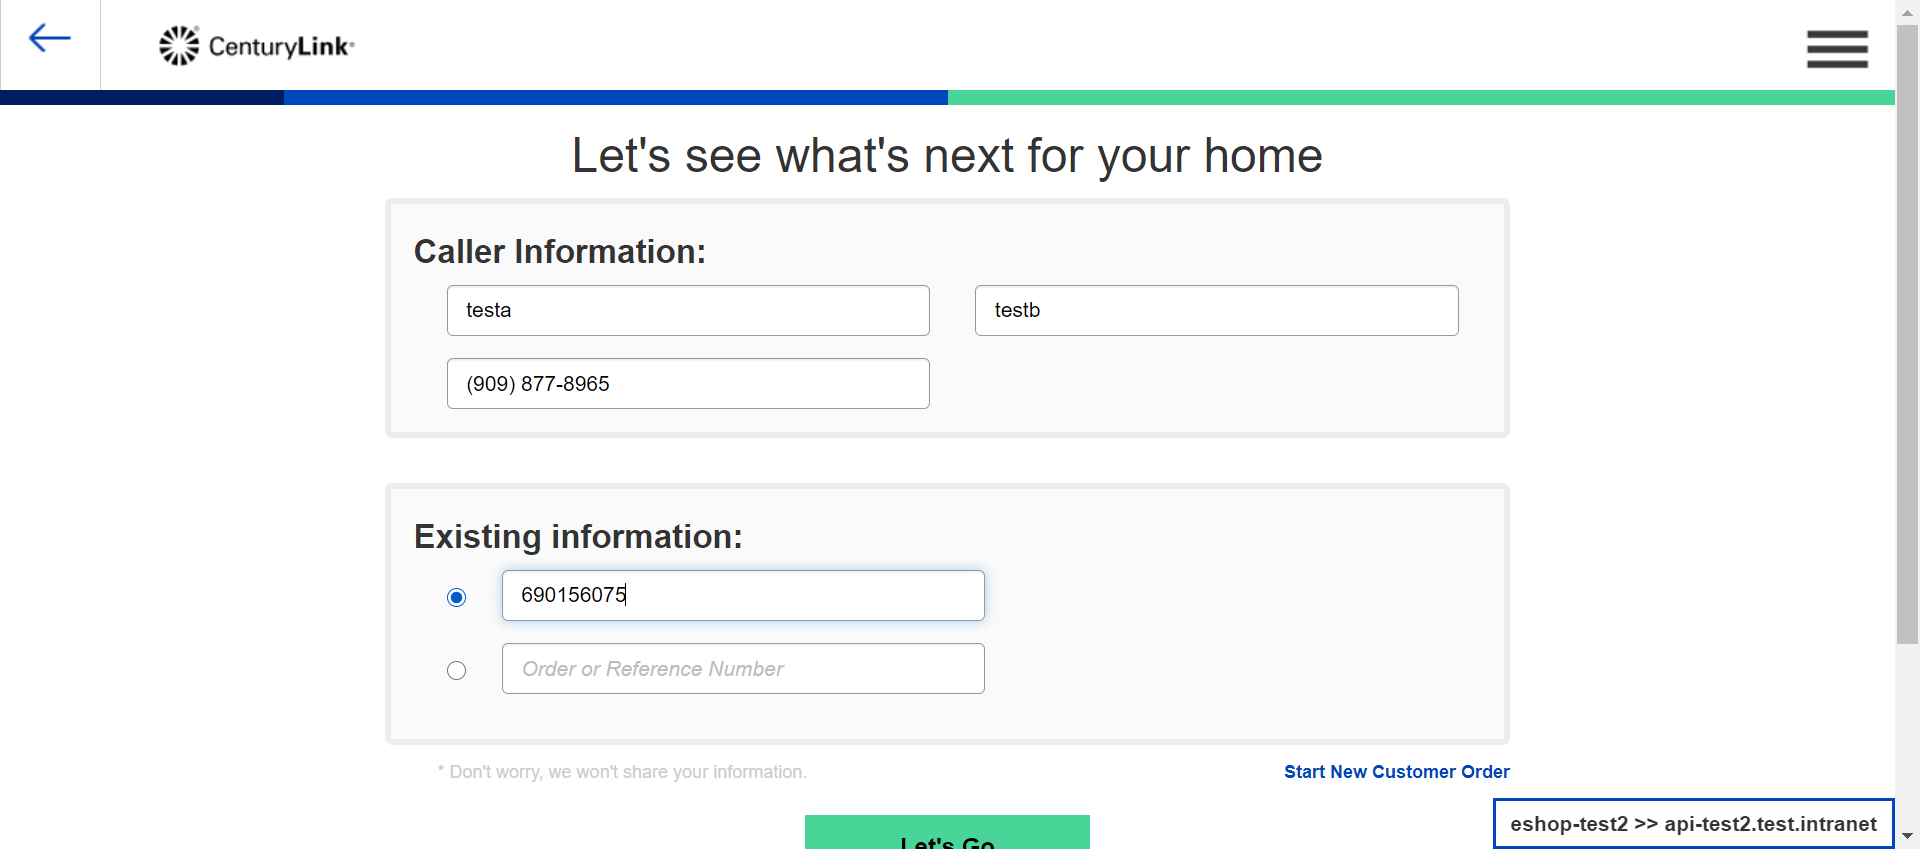 CenturyLink®
Let's see what's next for your home
Caller Information:
testa
testb
(909) 877-8965
Existing information:
690156075
Order or Reference Number
* Don't worry, we won't share your information.
Start New Customer Order
Let's Go
eshop-test2 >> api-test2.test.intranet